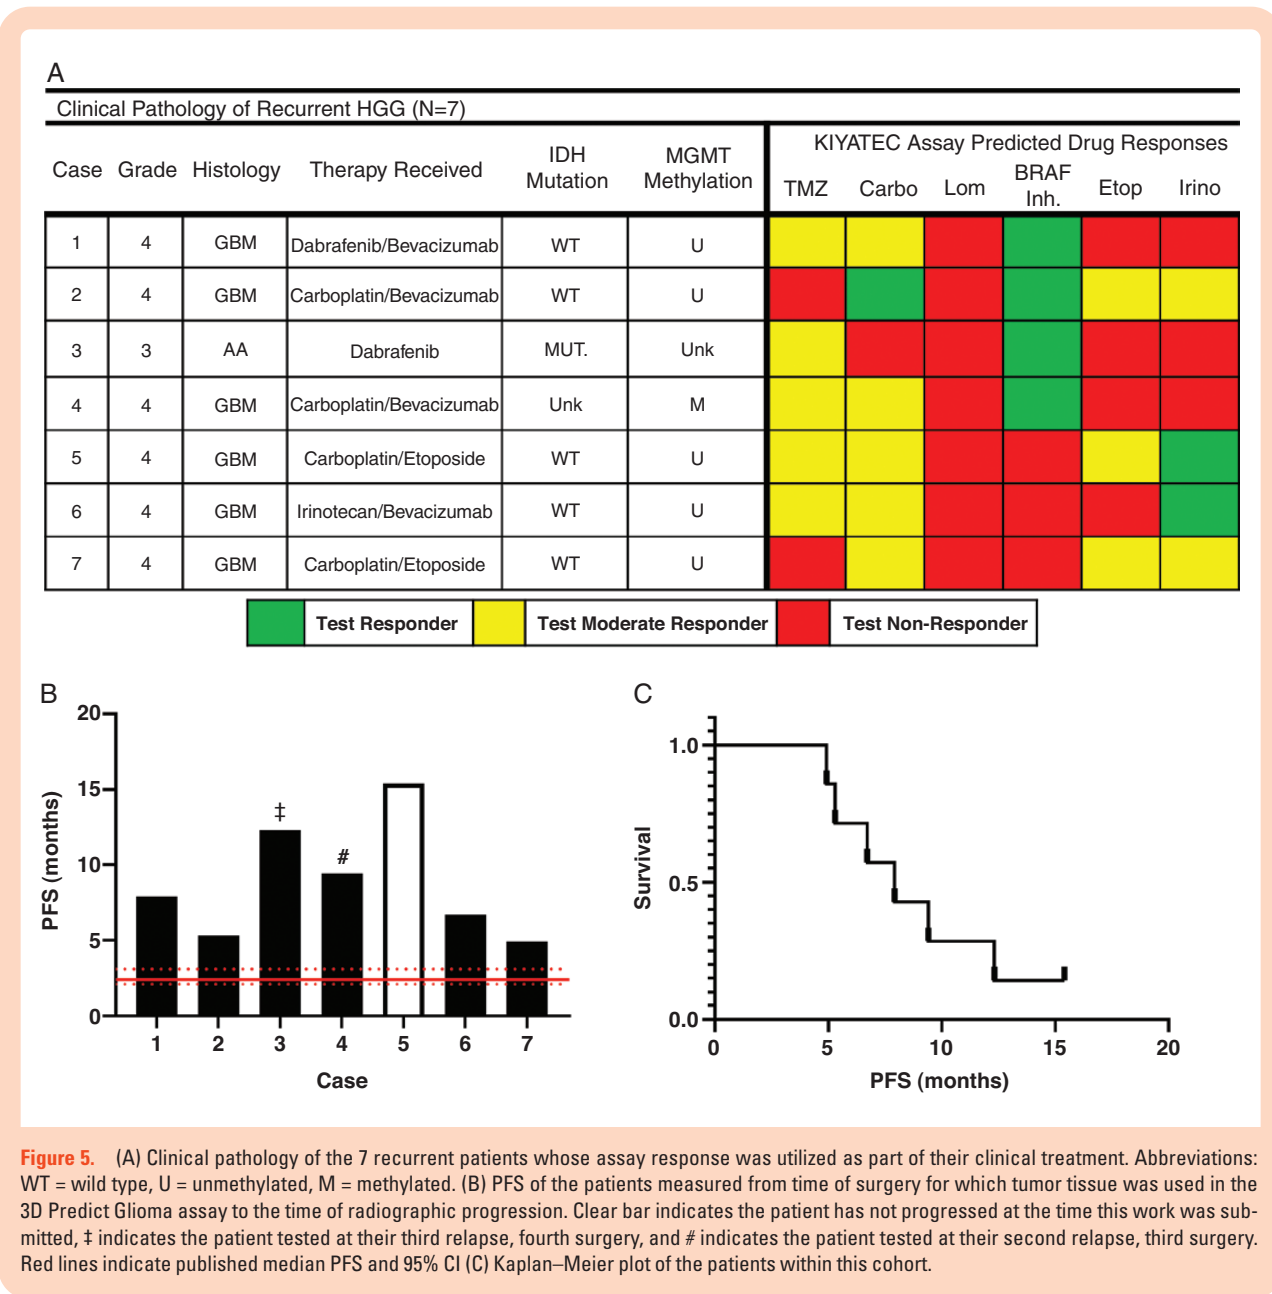 A
Clinical Pathology of Recurrent HGG (N=7)
KIYATEC Assay Predicted Drug Responses
Case Grade Histology Therapy Received IDH Mutation MGMT Methylation TMZ Carbo Lom BRAF Inh. Etop Irino
1 4 GBM Dabrafenib/Bevacizumab WT U
2 4 GBM Carboplatin/Bevacizumab WT U
3 3 AA Dabrafenib MUT. Unk
4 4 GBM Carboplatin/Bevacizumab Unk M
5 4 GBM Carboplatin/Etoposide WT U
6 4 GBM Irinotecan/Bevacizumab WT U
7 4 GBM Carboplatin/Etoposide WT U
Test Responder Test Moderate Responder Test Non-Responder
B
PFS (months)
20
15
10
5
0
‡
#
1 2 3 4 5 6 7
Case
C
Survival
1.0
0.5
0.0
0 5 10 15 20
PFS (months)
Figure 5. (A) Clinical pathology of the 7 recurrent patients whose assay response was utilized as part of their clinical treatment. Abbreviations:
WT = wild type, U = unmethylated, M = methylated. (B) PFS of the patients measured from time of surgery for which tumor tissue was used in the
3D Predict Glioma assay to the time of radiographic progression. Clear bar indicates the patient has not progressed at the time this work was sub-
mitted, ‡ indicates the patient tested at their third relapse, fourth surgery, and # indicates the patient tested at their second relapse, third surgery.
Red lines indicate published median PFS and 95% CI (C) Kaplan–Meier plot of the patients within this cohort.